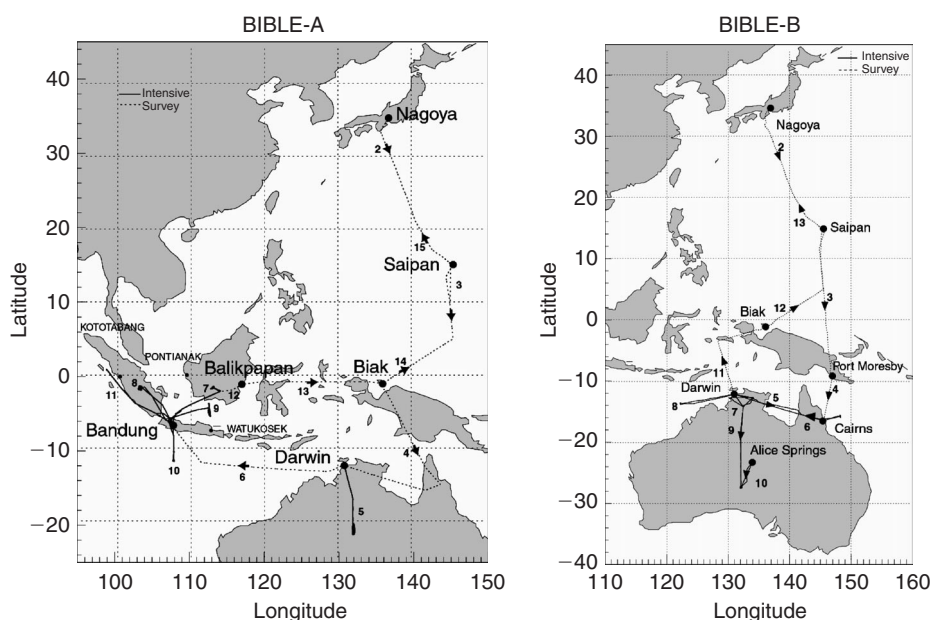 BIBLE-A
Intensive
Survey
Nagoya
2
15
Saipan
3
KOTOTABANG
PONTIANAK
Balikpapan
Biak
14
13
12
7
8
9
11
Bandung
WATUKOSEK
10
Darwin
6
4
5
40
30
20
10
0
−10
−20
Latitude
100 110 120 130 140 150
Longitude
BIBLE-B
Intensive
Survey
Nagoya
2
13
Saipan
Biak
12
3
11
Port Moresby
4
Darwin
8
7
5
6
Cairns
9
Alice Springs
10
40
30
20
10
0
−10
−20
−30
−40
Latitude
110 120 130 140 150 160
Longitude